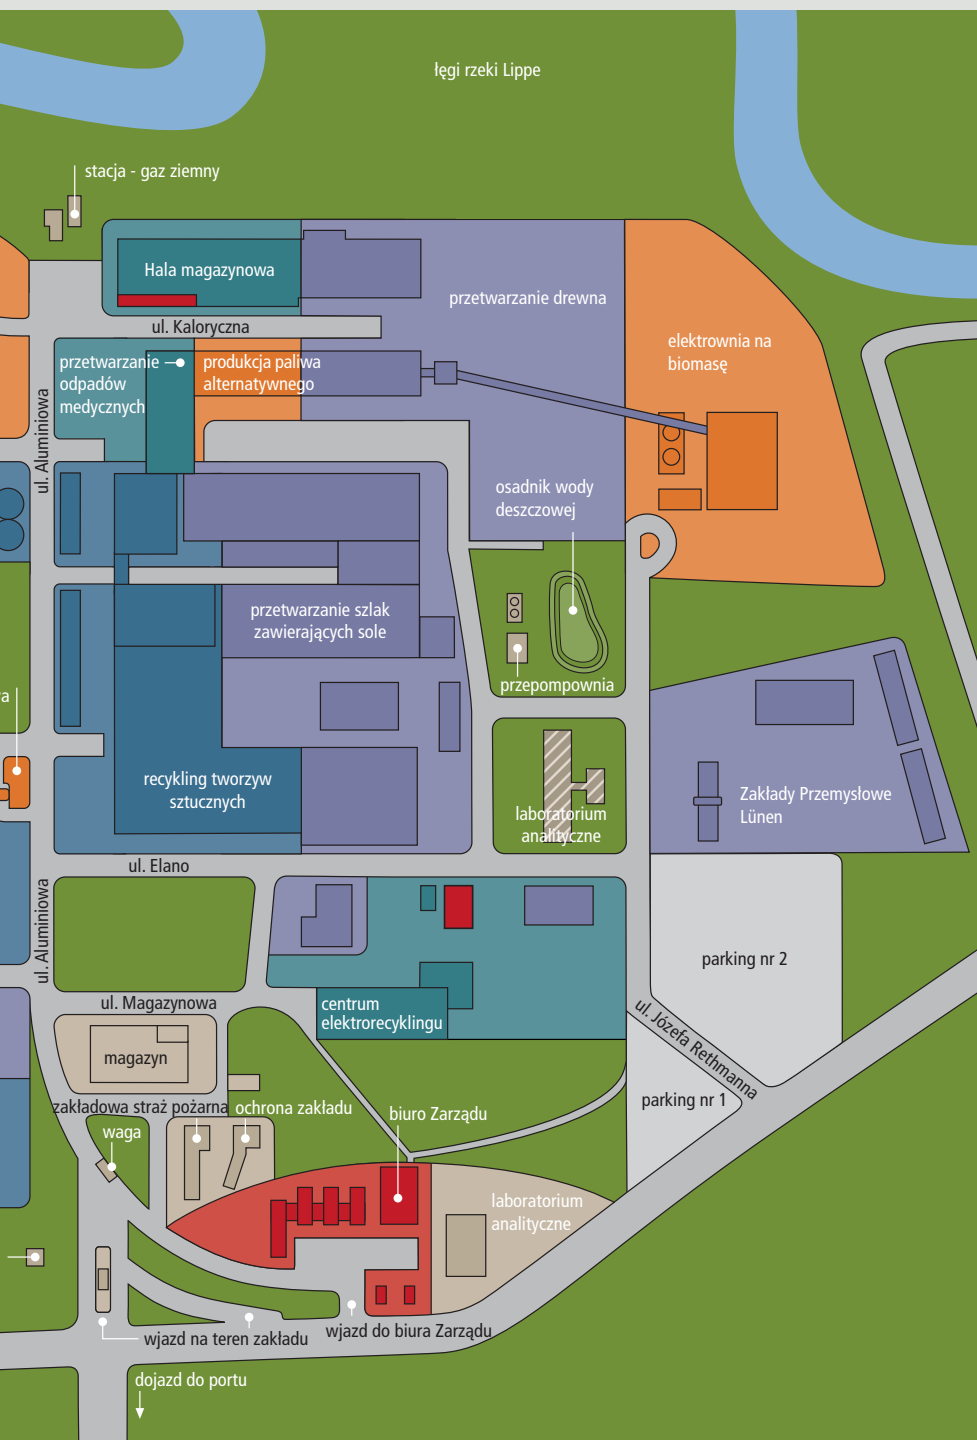 łęgi rzeki Lippe
stacja - gaz ziemny
Hala magazynowa
przetwarzanie drewna
ul. Kaloryczna
elektrownia na
biomasę
przetwarzanie
odpadów
medycznych
produkcja paliwa
alternatywnego
ul. Aluminiowa
osadnik wody
deszczowej
przetwarzanie szlak
zawierających sole
przepompownia
a
recykling tworzyw
sztucznych
laboratorium
analityczne
Zakłady Przemysłowe
Lünen
ul. Elano
ul. Aluminiowa
parking nr 2
ul. Magazynowa
centrum
elektrorecyklingu
ul. Józefa Rethmanna
magazyn
parking nr 1
zakładowa straż pożarna
ochrona zakładu
biuro Zarządu
waga
laboratorium
analityczne
wjazd na teren zakładu
wjazd do biura Zarządu
dojazd do portu